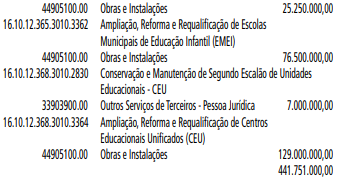 44905100.00 Obras e Instalações 25.250.000,00
16.10.12.365.3010.3362 Ampliação, Reforma e Requalificação de Escolas
Municipais de Educação Infantil (EMEI)
44905100.00 Obras e Instalações 76.500.000,00
16.10.12.368.3010.2830 Conservação e Manutenção de Segundo Escalão de Unidades
Educacionais - CEU
33903900.00 Outros Serviços de Terceiros - Pessoa Jurídica 7.000.000,00
16.10.12.368.3010.3364 Ampliação, Reforma e Requalificação de Centros
Educacionais Unificados (CEU)
44905100.00 Obras e Instalações 129.000.000,00
441.751.000,00